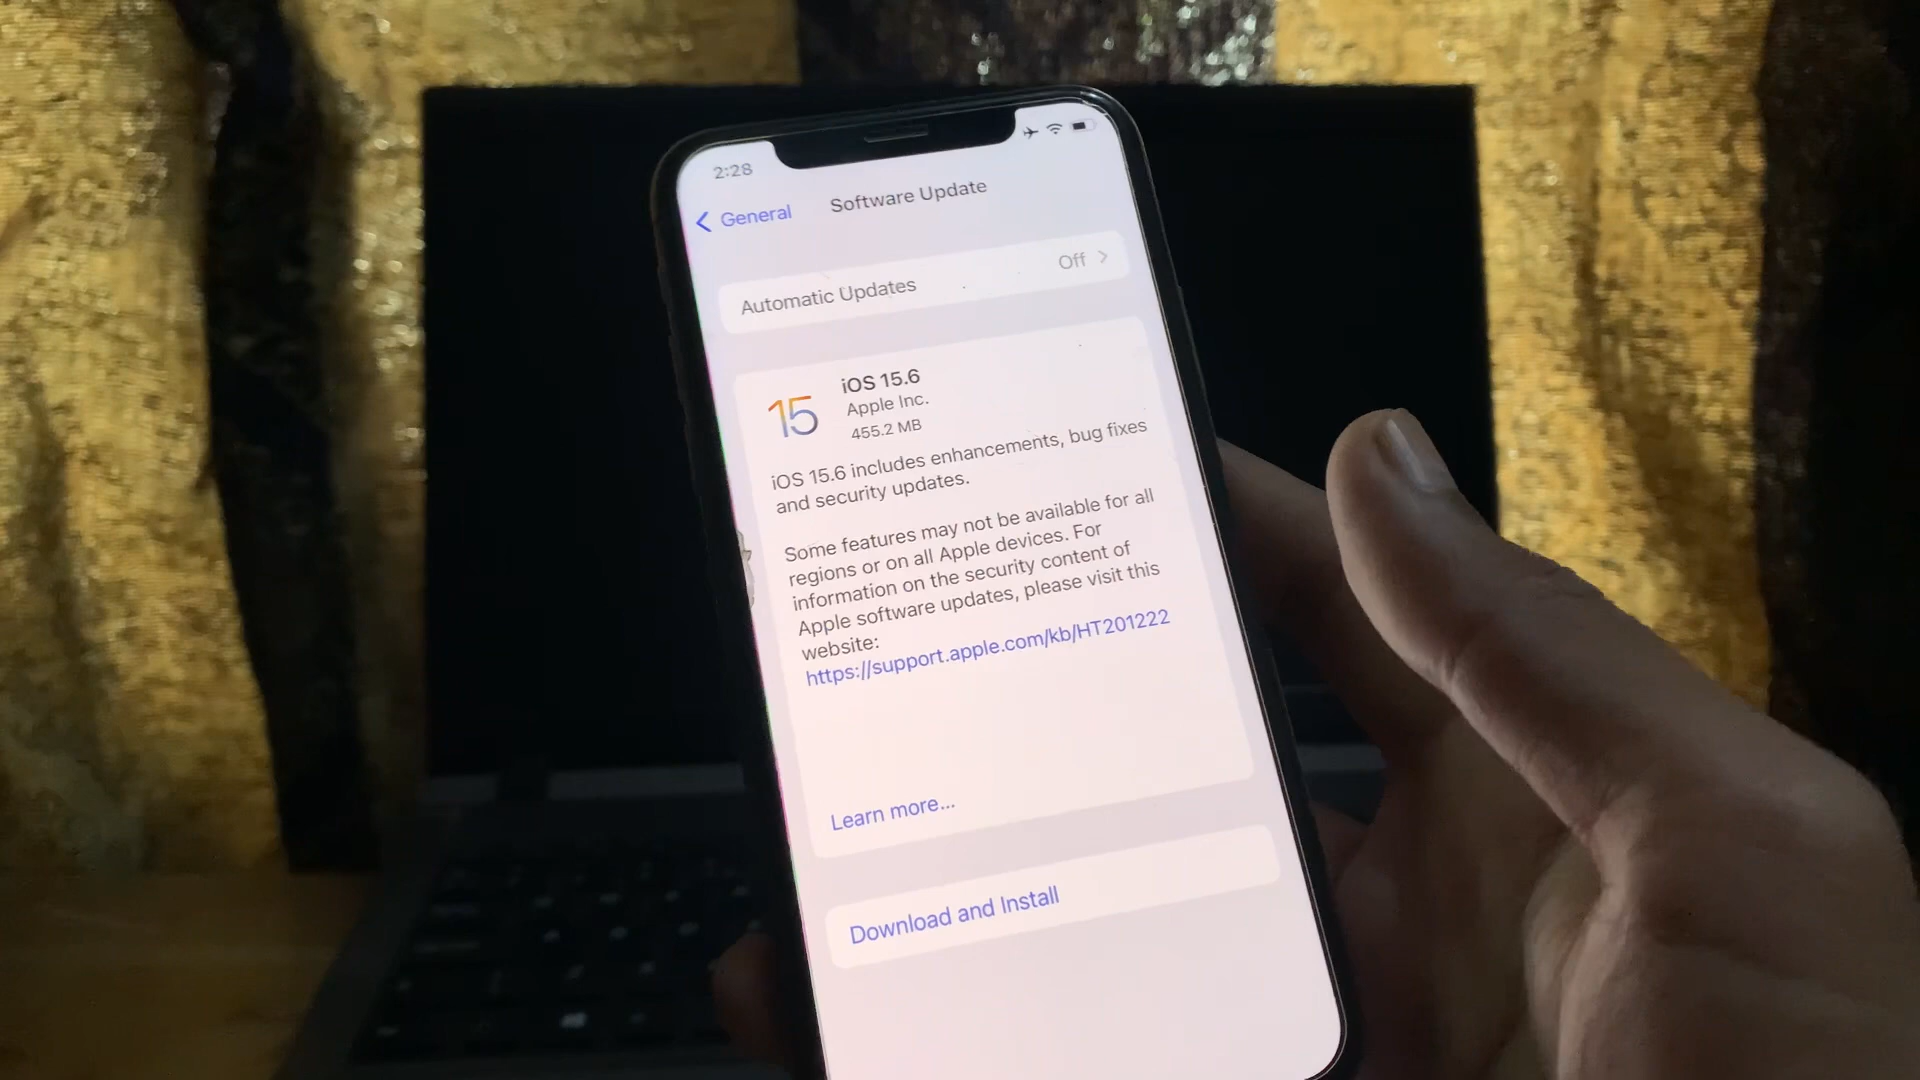 2:28
General
Software Update
Automatic Updates
Off
15
iOS 15.6
Apple Inc.
455.2 MB
iOS 15.6 includes enhancements, bug fixes
and security updates.
Some features may not be available for all
regions or on all Apple devices. For
information on the security content of
Apple software updates, please visit this
website:
https://support.apple.com/kb/HT201222
Learn more...
Download and Install